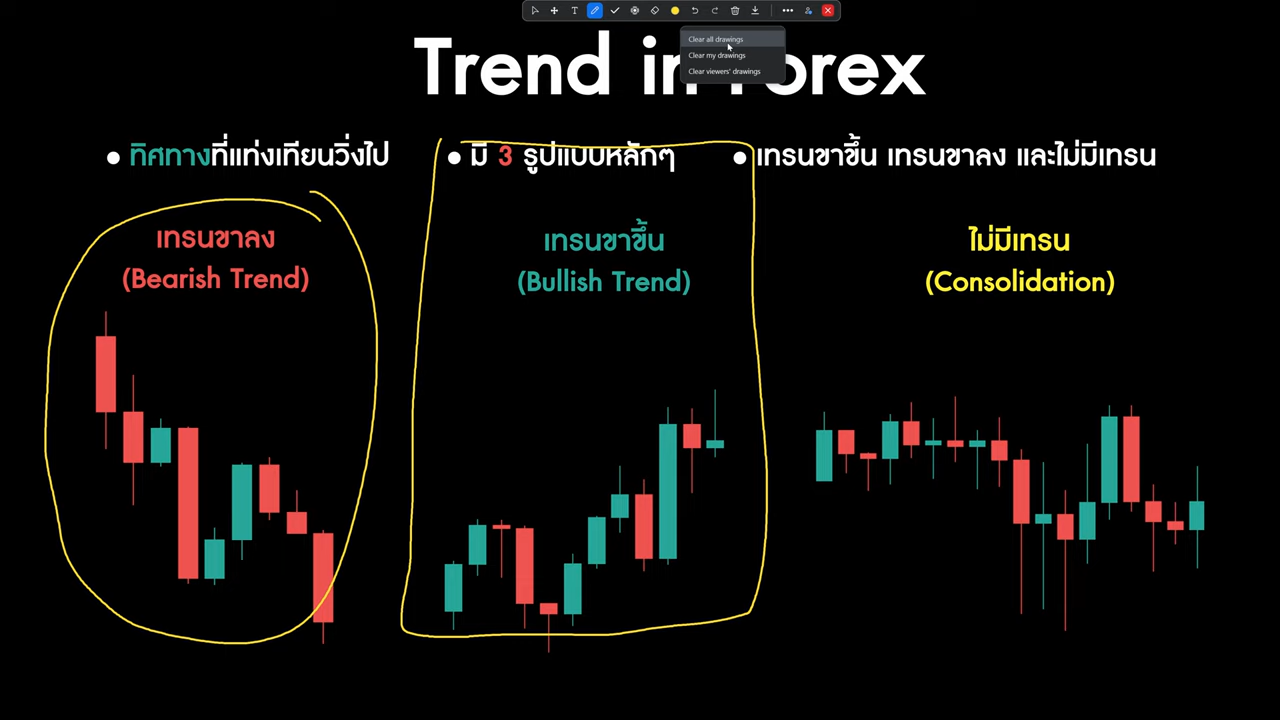 Clear all drawings
Clear my drawings
Clear viewers' drawings
Trend in Forex
• ทิศทางที่แท่งเทียนวิ่งไป
• มี 3 รูปแบบหลักๆ
• เทรนขาขึ้น เทรนขาลง และไม่มีเทรน
เทรนขาลง
(Bearish Trend)
เทรนขาขึ้น
(Bullish Trend)
ไม่มีเทรน
(Consolidation)